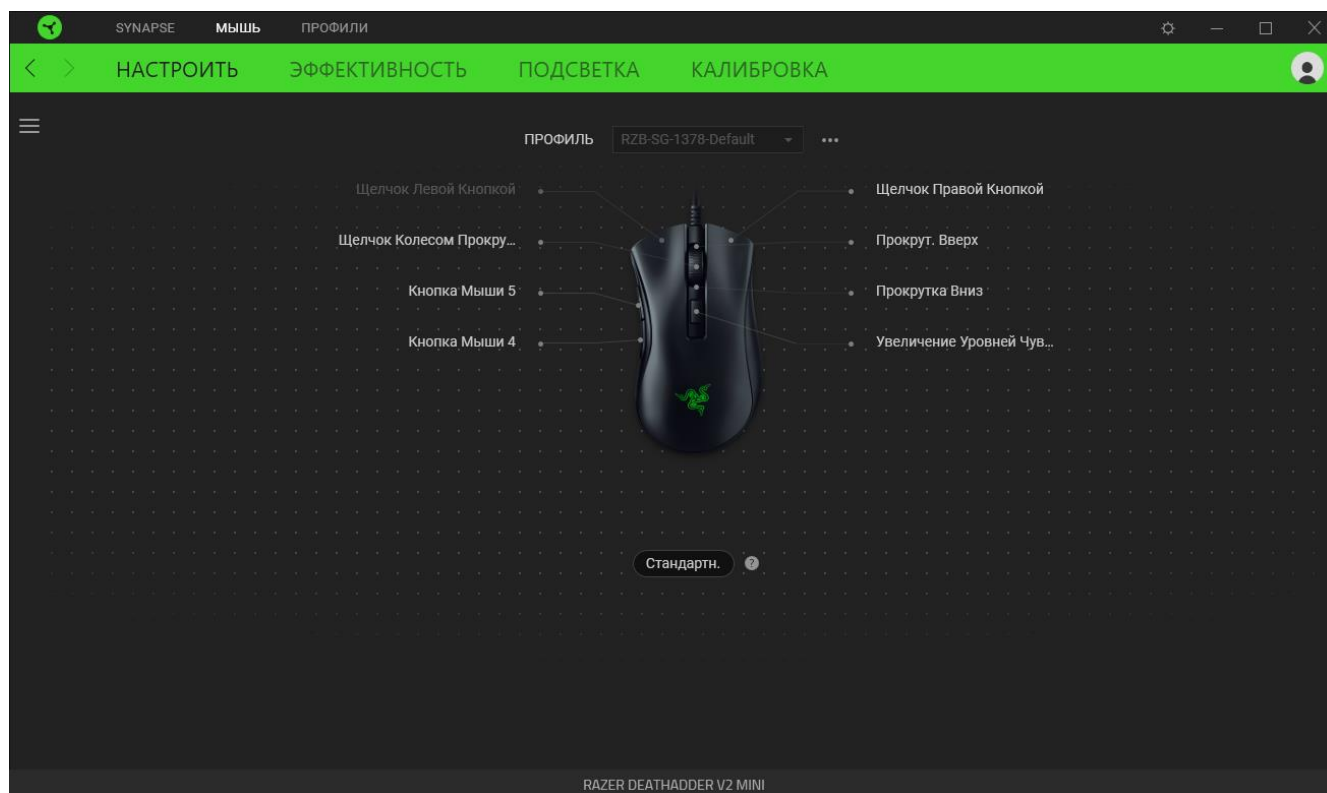 SYNAPSE МЫШЬ ПРОФИЛИ
НАСТРОИТЬ ЭФФЕКТИВНОСТЬ ПОДСВЕТКА КАЛИБРОВКА
ПРОФИЛЬ RZB-SG-1378-Default
Щелчок Левой Кнопкой Щелчок Правой Кнопкой
Щелчок Колесом Прокру... Прокрут. Вверх
Кнопка Мыши 5 Прокрутка Вниз
Кнопка Мыши 4 Увеличение Уровней Чув...
Стандартн. ?
RAZER DEATHADDER V2 MINI